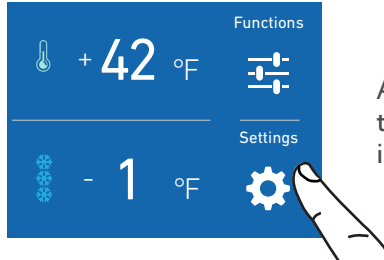 Functions
+ 42 °F
Settings
- 1 °F
A
t
i